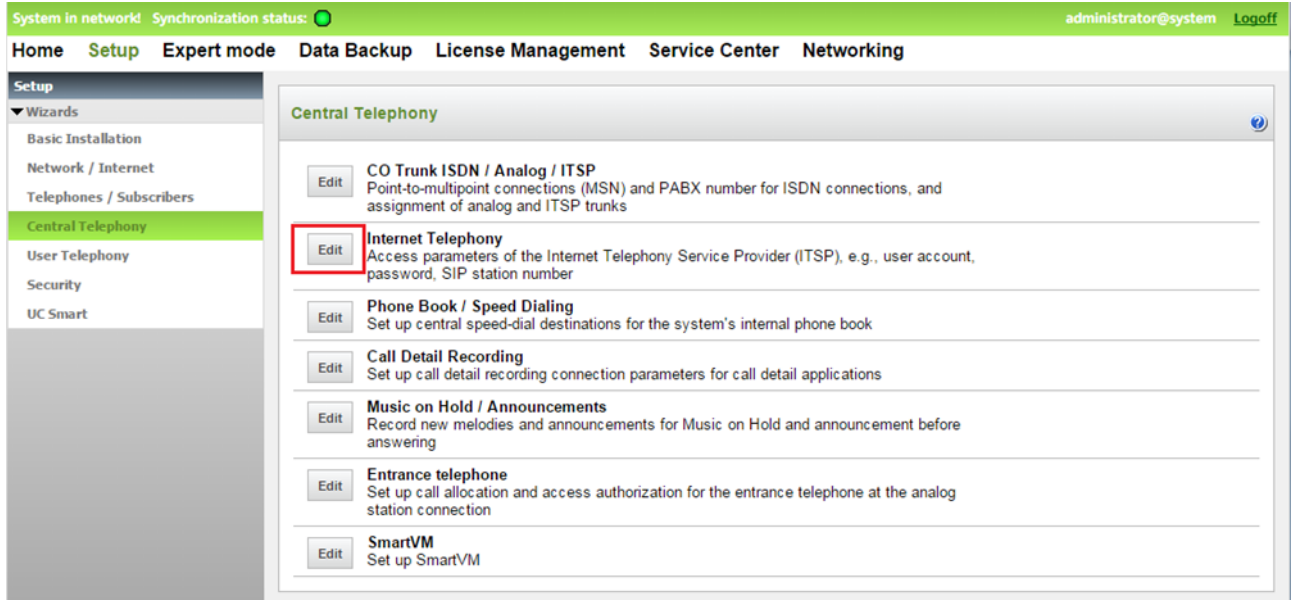 System in network! Synchronization status:
administrator@system Logoff
Home Setup Expert mode Data Backup License Management Service Center Networking
Setup
Wizards
Basic Installation
Network / Internet
Telephones / Subscribers
Central Telephony
User Telephony
Security
UC Smart
Central Telephony
?
Edit
CO Trunk ISDN / Analog / ITSP
Point-to-multipoint connections (MSN) and PABX number for ISDN connections, and
assignment of analog and ITSP trunks
Edit
Internet Telephony
Access parameters of the Internet Telephony Service Provider (ITSP), e.g., user account,
password, SIP station number
Edit
Phone Book / Speed Dialing
Set up central speed-dial destinations for the system's internal phone book
Edit
Call Detail Recording
Set up call detail recording connection parameters for call detail applications
Edit
Music on Hold / Announcements
Record new melodies and announcements for Music on Hold and announcement before
answering
Edit
Entrance telephone
Set up call allocation and access authorization for the entrance telephone at the analog
station connection
Edit
SmartVM
Set up SmartVM